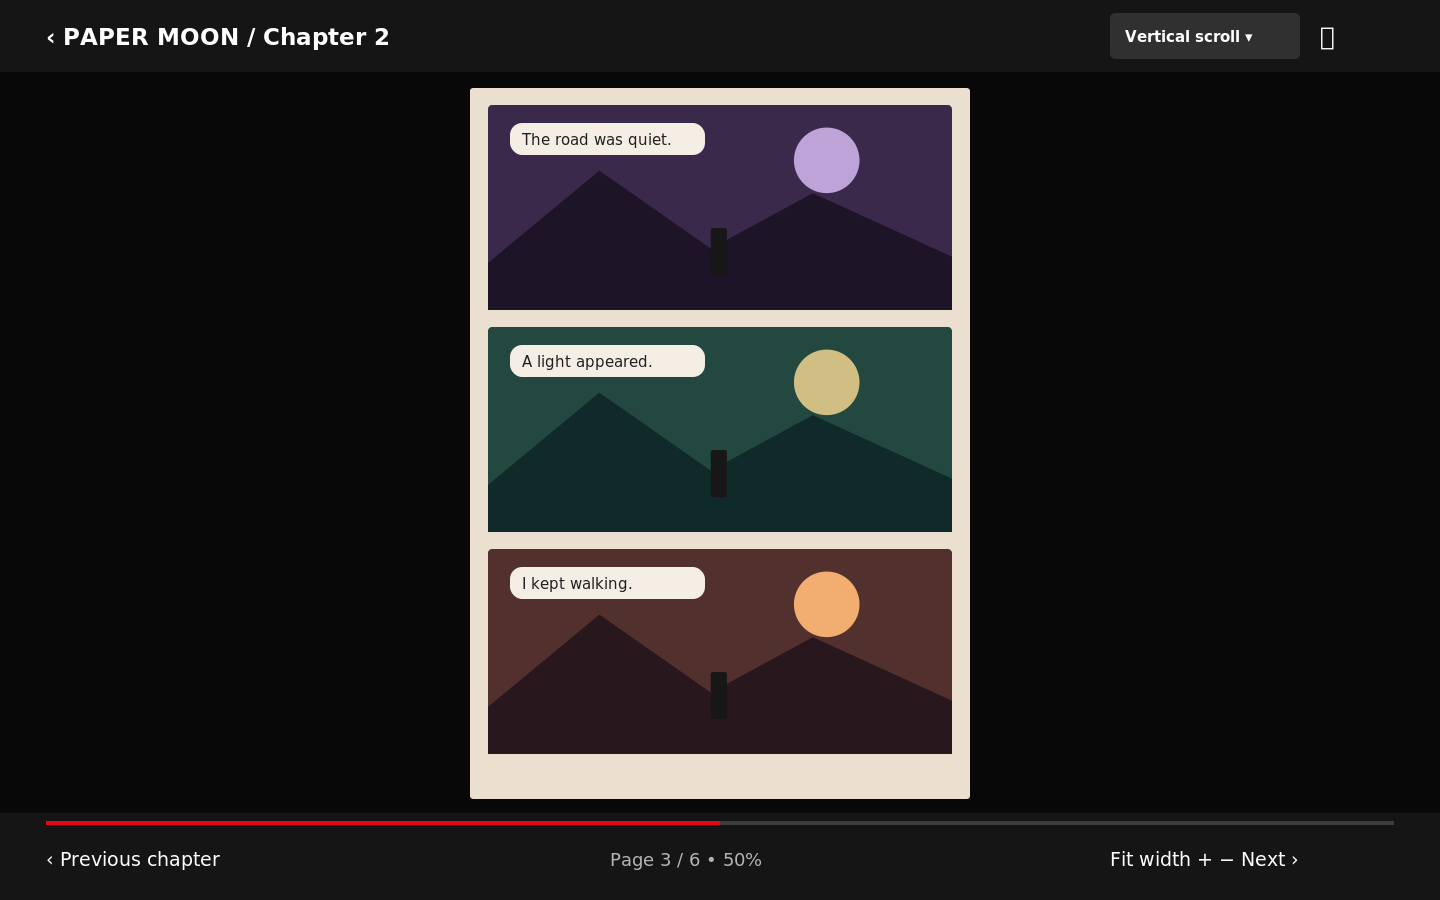 ‹ PAPER MOON / Chapter 2
Vertical scroll ▾
The road was quiet.
A light appeared.
I kept walking.
‹ Previous chapter
Page 3 / 6 • 50%
Fit width + − Next ›